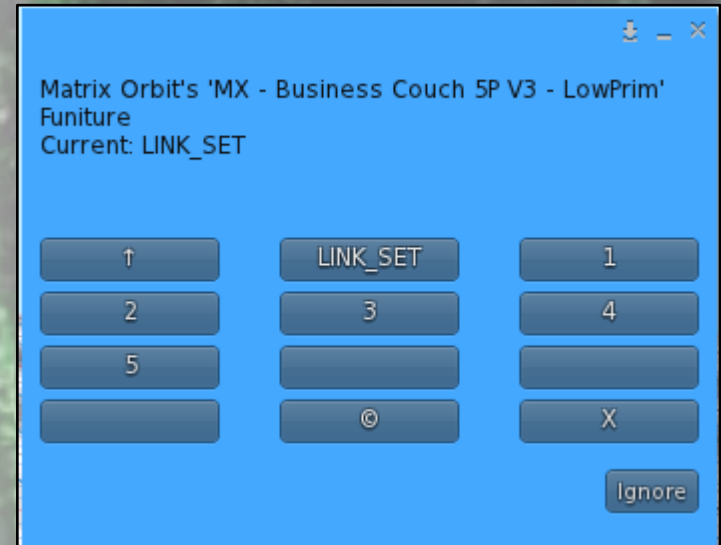 Matrix Orbit's 'MX - Business Couch 5P V3 - LowPrim'
Funiture
Current: LINK_SET
↑ LINK_SET 1
2 3 4
5
© X
Ignore